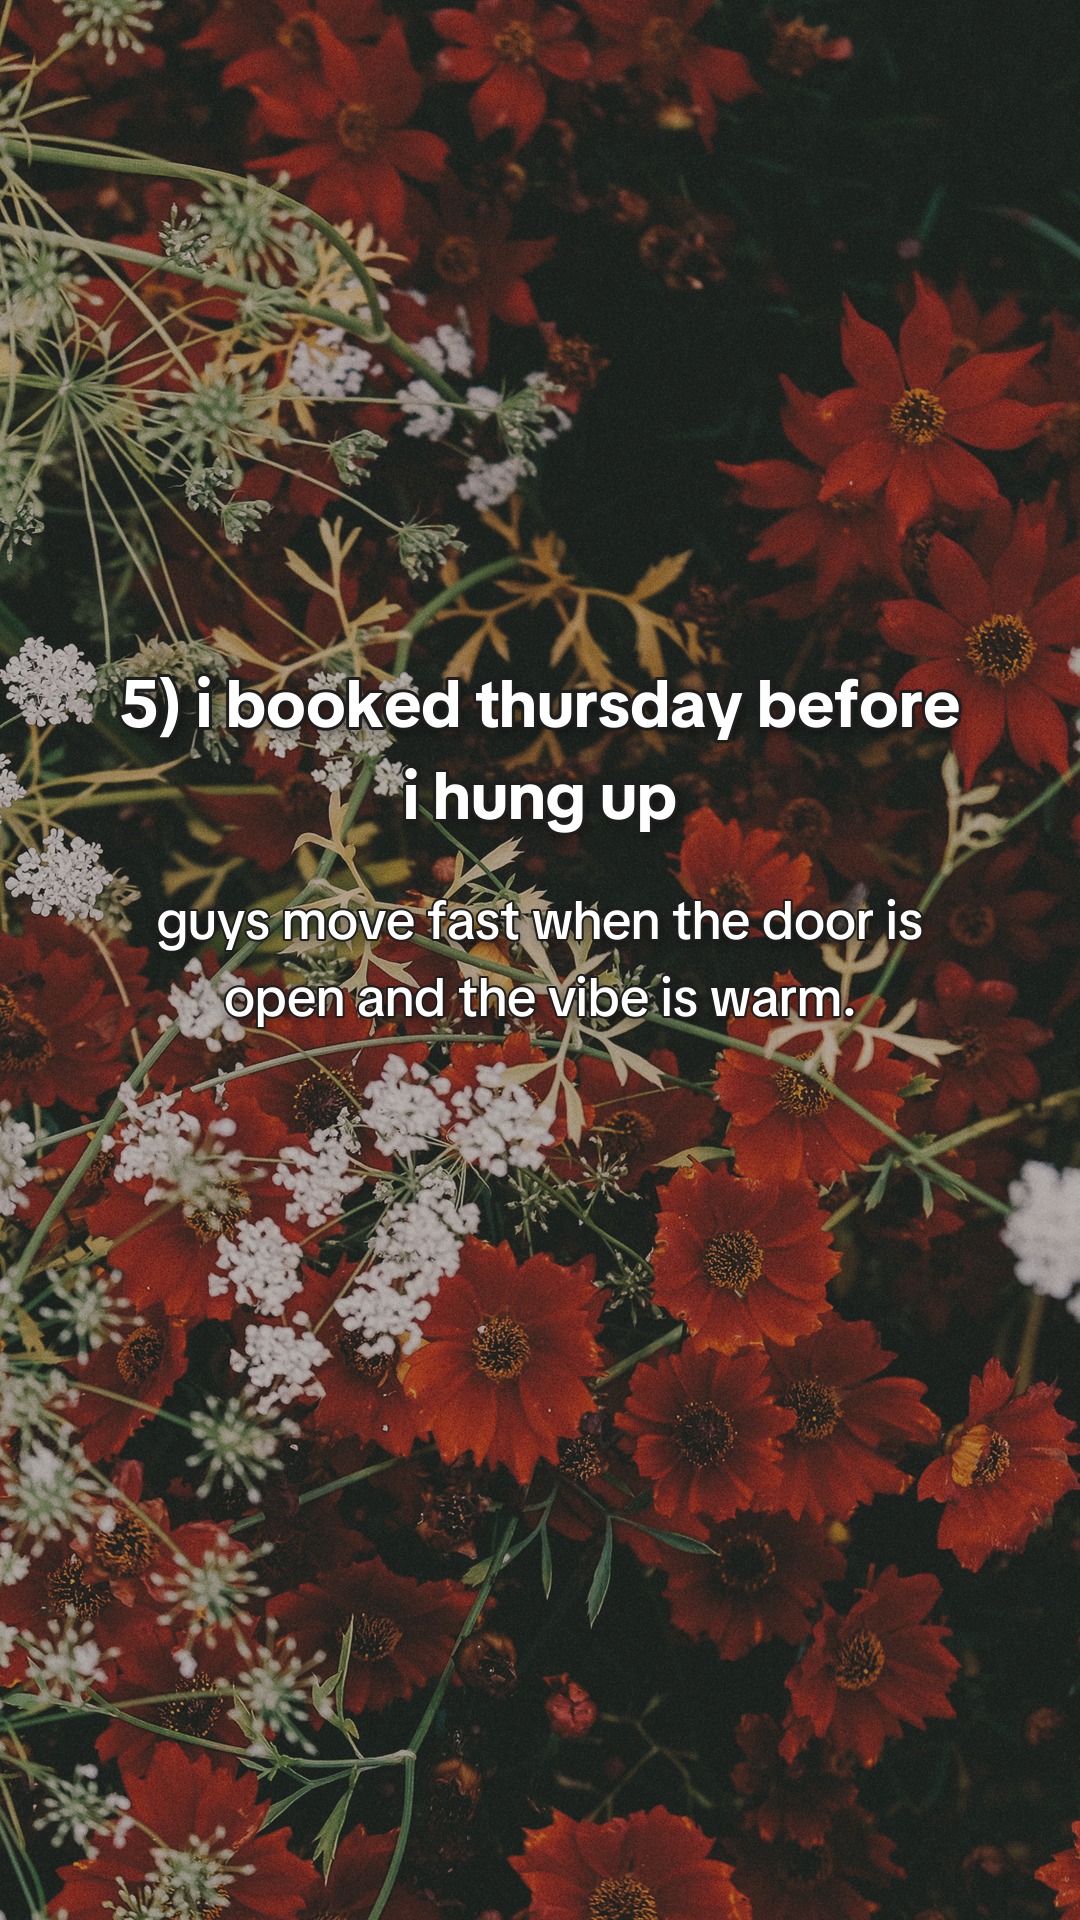 5) i booked thursday before
i hung up
guys move fast when the door is
open and the vibe is warm.